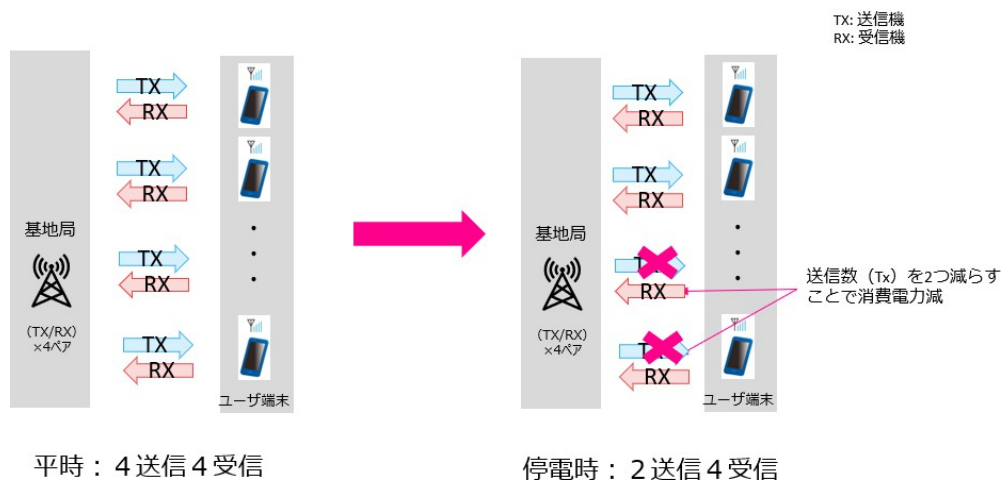 TX: 送信機
RX: 受信機
TX
RX
TX
RX
TX
RX
TX
RX
基地局
(TX/RX)
×4ペア
・
・
・
ユーザ端末
平時：４送信４受信
TX
RX
TX
RX
TX
RX
TX
RX
基地局
(TX/RX)
×4ペア
・
・
・
ユーザ端末
送信数（Tx）を2つ減らす
ことで消費電力減
停電時：２送信４受信